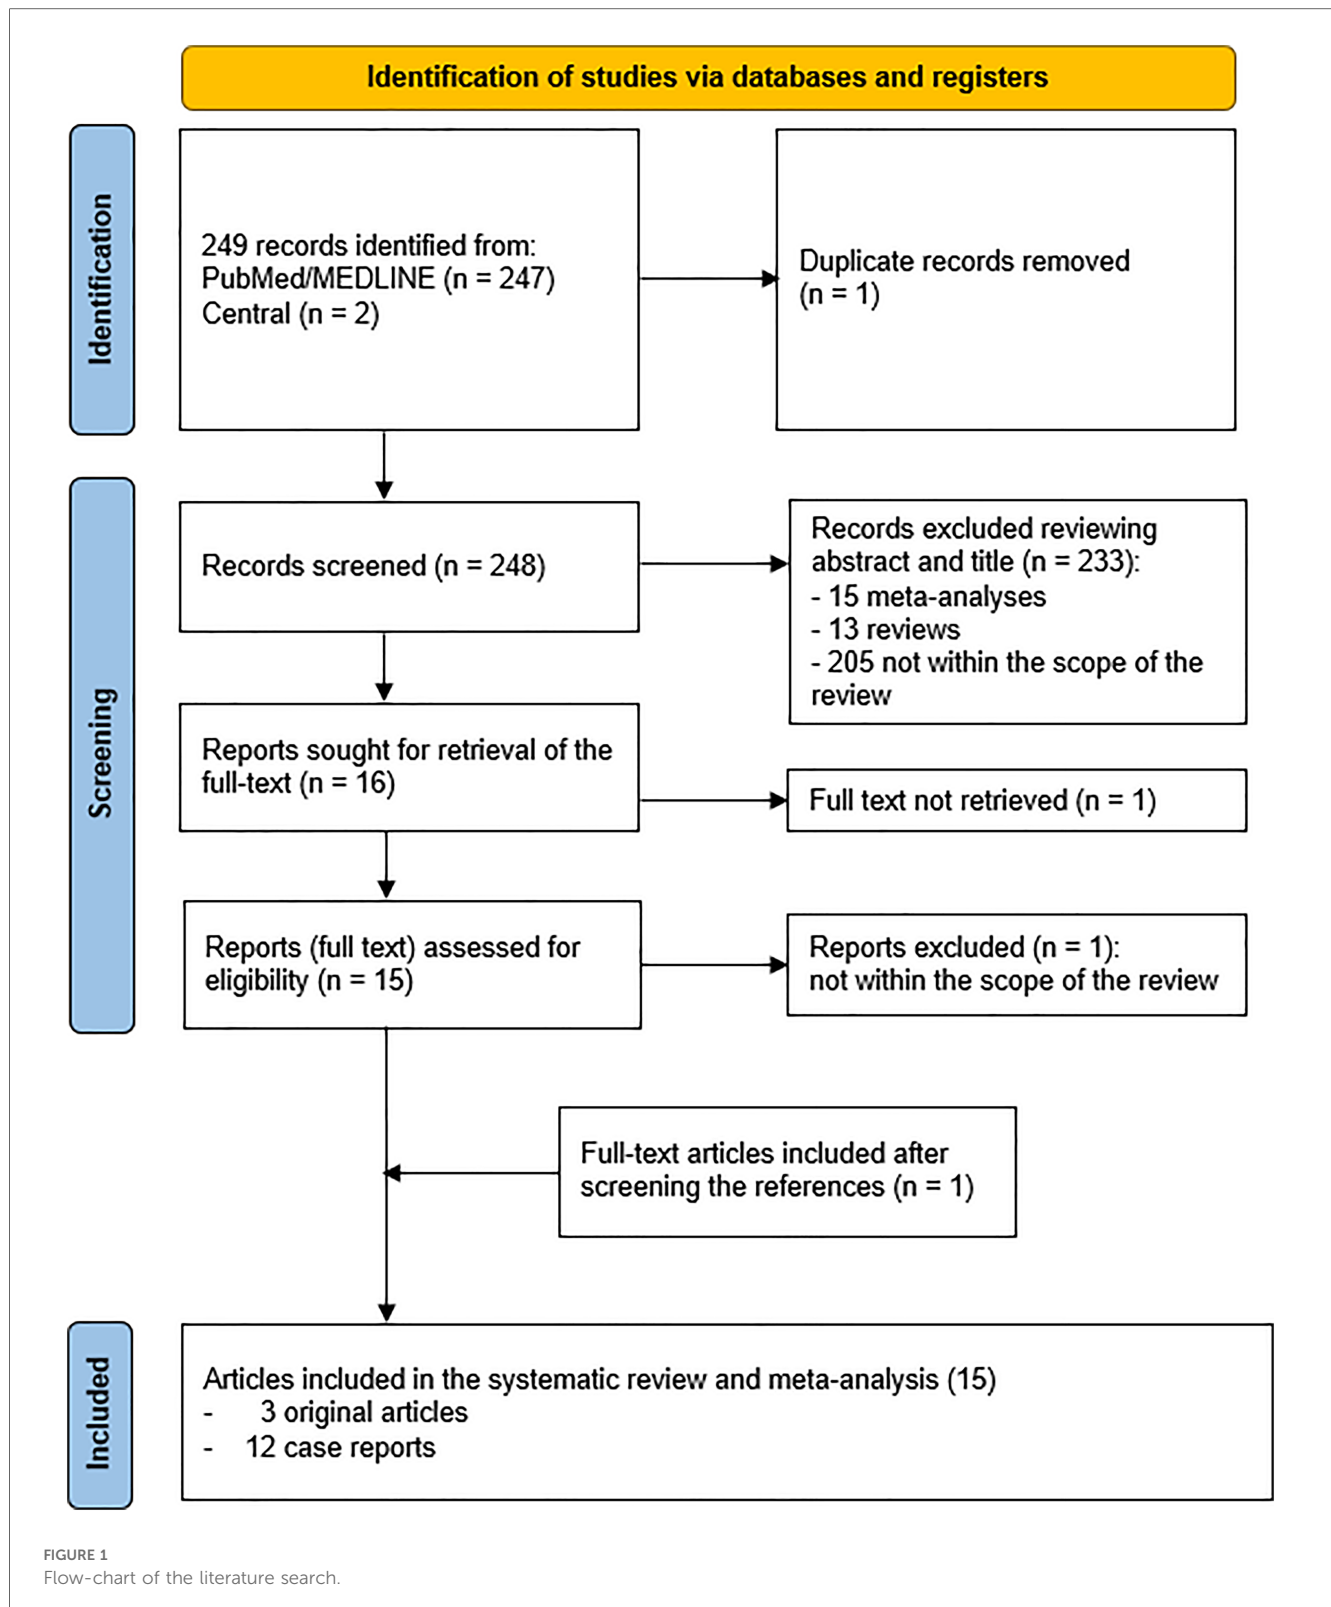 Identification of studies via databases and registers
Identification
249 records identified from:
PubMed/MEDLINE (n = 247)
Central (n = 2)
Duplicate records removed
(n = 1)
Screening
Records screened (n = 248)
Records excluded reviewing
abstract and title (n = 233):
- 15 meta-analyses
- 13 reviews
- 205 not within the scope of the
review
Reports sought for retrieval of the
full-text (n = 16)
Full text not retrieved (n = 1)
Reports (full text) assessed for
eligibility (n = 15)
Reports excluded (n = 1):
not within the scope of the review
Full-text articles included after
screening the references (n = 1)
Included
Articles included in the systematic review and meta-analysis (15)
- 3 original articles
- 12 case reports
FIGURE 1
Flow-chart of the literature search.